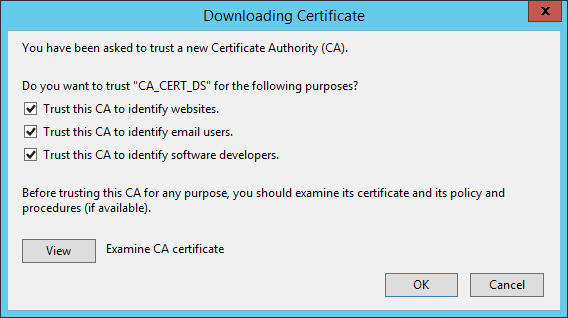 Downloading Certificate
x
You have been asked to trust a new Certificate Authority (CA).
Do you want to trust "CA_CERT_DS" for the following purposes?
Trust this CA to identify websites.
Trust this CA to identify email users.
Trust this CA to identify software developers.
Before trusting this CA for any purpose, you should examine its certificate and its policy and
procedures (if available).
View Examine CA certificate
OK Cancel